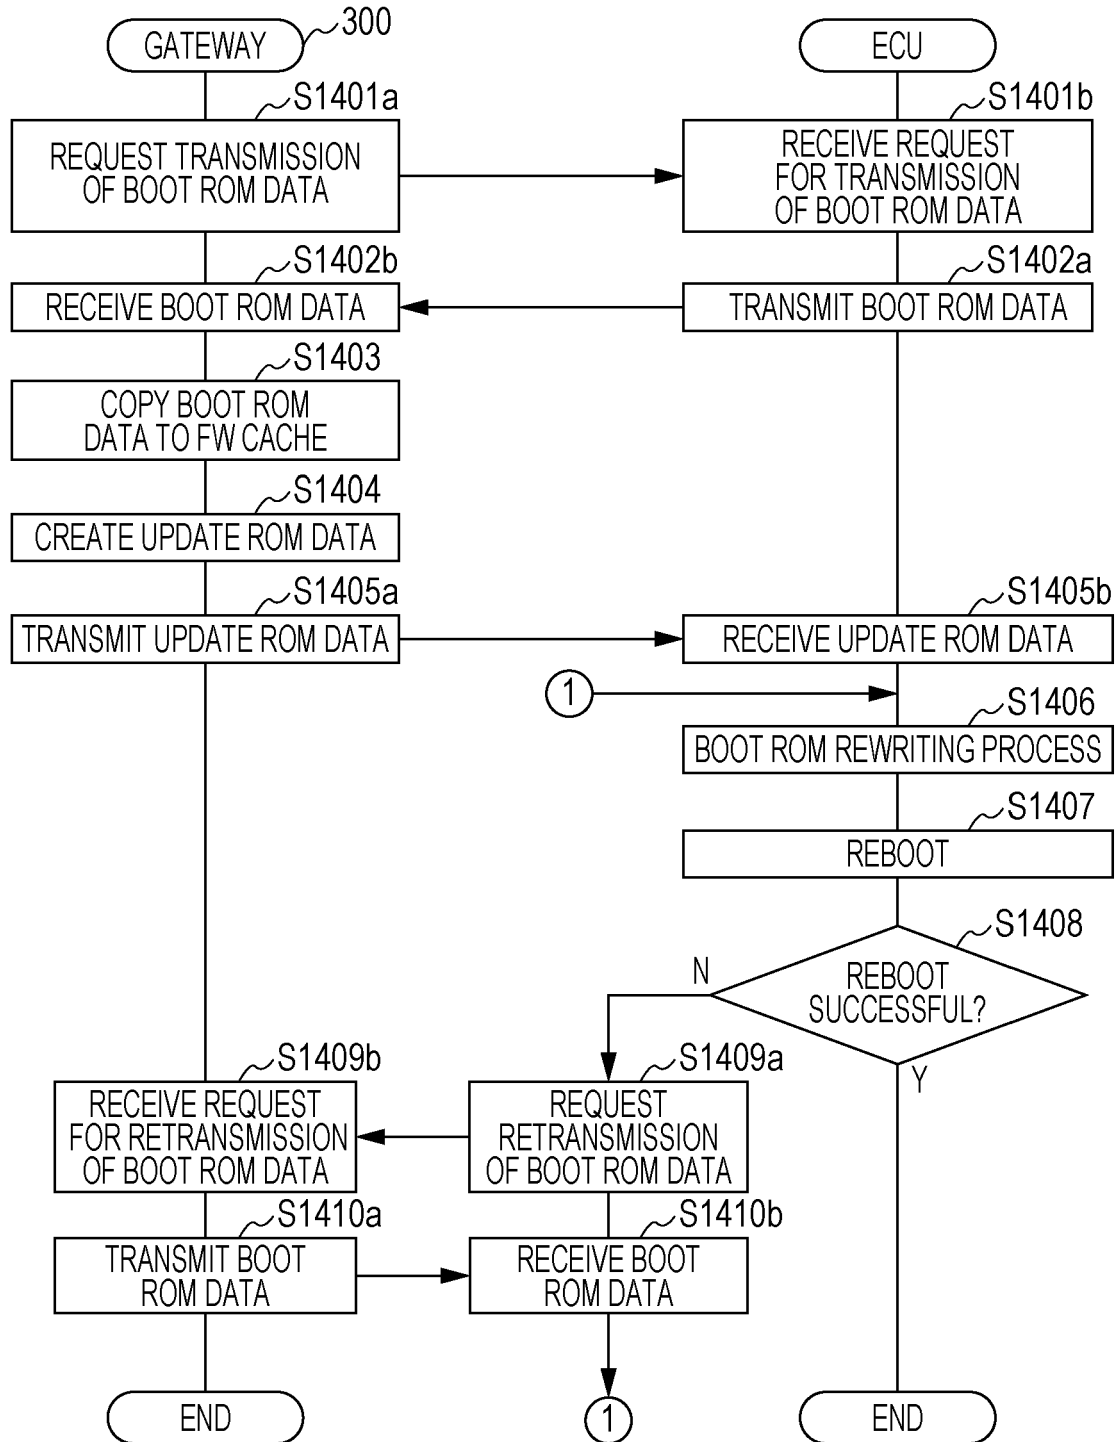 GATEWAY
300
ECU
S1401a
S1401b
REQUEST TRANSMISSION
OF BOOT ROM DATA
RECEIVE REQUEST
FOR TRANSMISSION
OF BOOT ROM DATA
S1402b
S1402a
RECEIVE BOOT ROM DATA
TRANSMIT BOOT ROM DATA
S1403
COPY BOOT ROM
DATA TO FW CACHE
S1404
CREATE UPDATE ROM DATA
S1405a
S1405b
TRANSMIT UPDATE ROM DATA
RECEIVE UPDATE ROM DATA
1
S1406
BOOT ROM REWRITING PROCESS
S1407
REBOOT
S1408
N
REBOOT
SUCCESSFUL?
Y
S1409b
S1409a
RECEIVE REQUEST
FOR RETRANSMISSION
OF BOOT ROM DATA
REQUEST
RETRANSMISSION
OF BOOT ROM DATA
S1410a
S1410b
TRANSMIT BOOT
ROM DATA
RECEIVE BOOT
ROM DATA
END
1
END